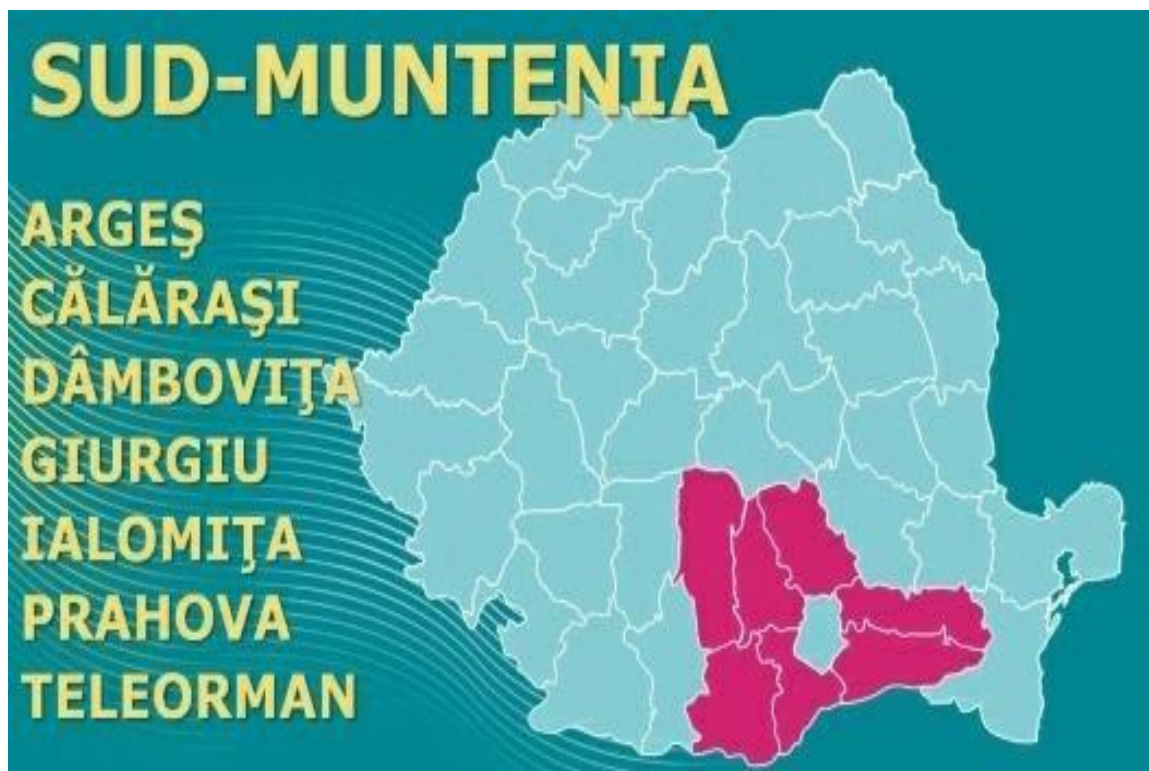 SUD-MUNTENIA
ARGEŞ
CĂLĂRAŞI
DÂMBOVIŢA
GIURGIU
IALOMIŢA
PRAHOVA
TELEORMAN